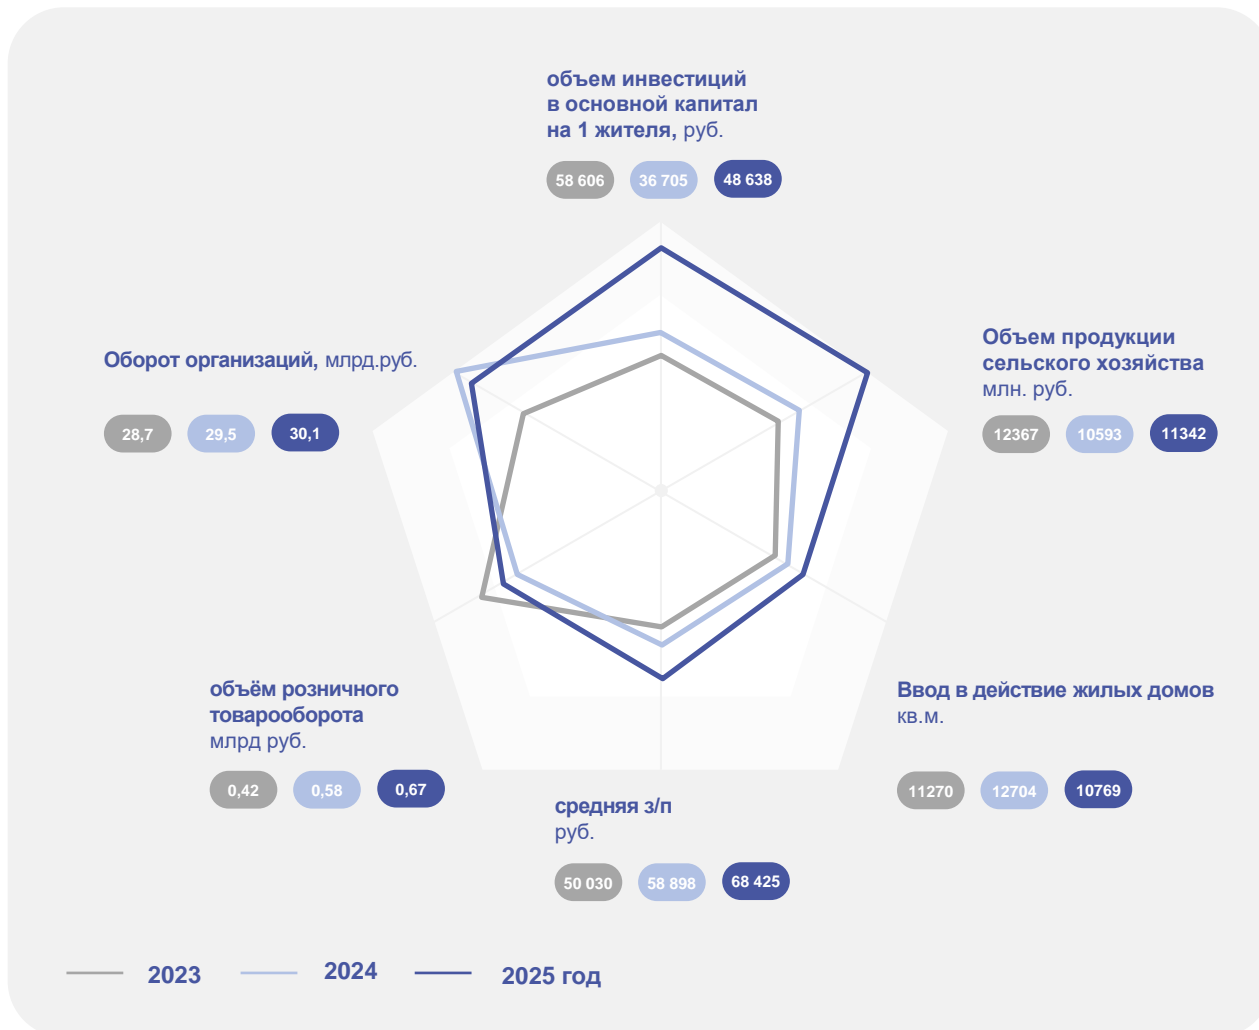 объем инвестиций
в основной капитал
на 1 жителя, руб.
58 606 36 705 48 638
Оборот организаций, млрд.руб.
28,7 29,5 30,1
Объем продукции
сельского хозяйства
млн. руб.
12367 10593 11342
объём розничного
товарооборота
млрд руб.
0,42 0,58 0,67
Ввод в действие жилых домов
кв.м.
11270 12704 10769
средняя з/п
руб.
50 030 58 898 68 425
2023 2024 2025 год